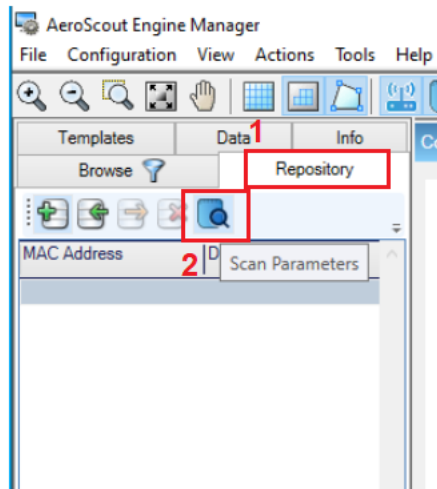 AeroScout Engine Manager
File Configuration View Actions Tools Help
Templates Data 1 Info
Browse Repository
MAC Address 2 D Scan Parameters